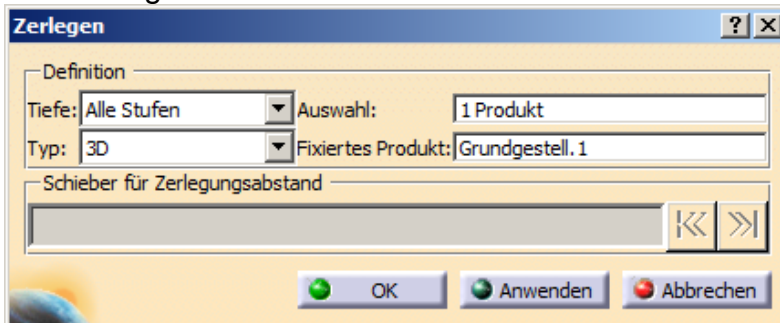 Zerlegen
Definition
Tiefe: Alle Stufen Auswahl: 1 Produkt
Typ: 3D Fixiertes Produkt: Grundgestell.1
Schieber für Zerlegungsabstand
OK Anwenden Abbrechen